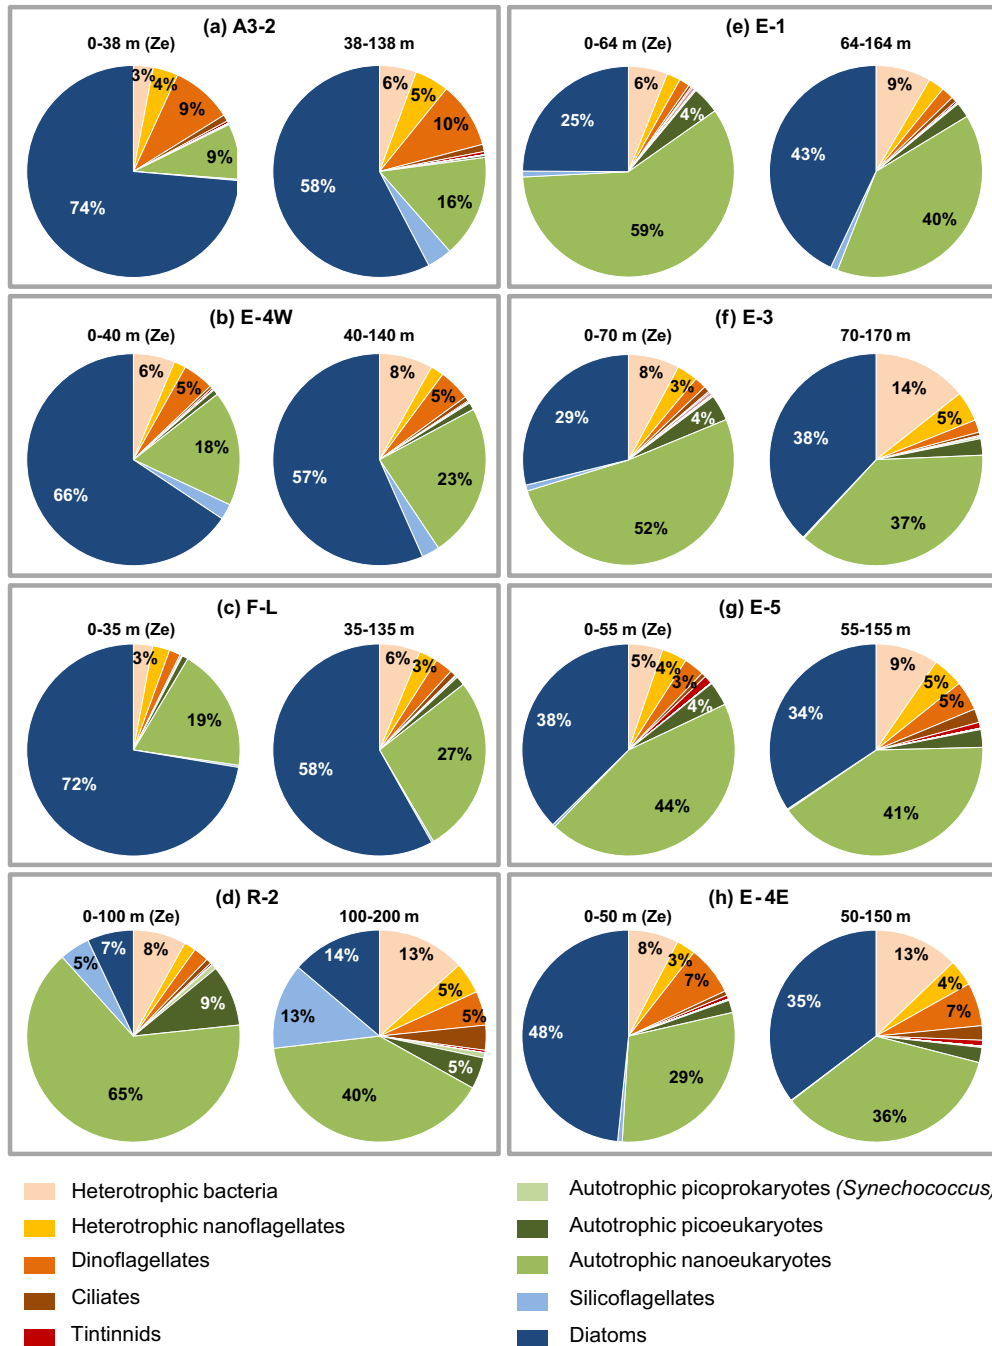 (a) A3-2
0-38 m (Ze) 38-138 m
3% 4% 9% 9% 74%
6% 5% 10% 16% 58%
(e) E-1
0-64 m (Ze) 64-164 m
6% 4% 59% 25%
9% 40% 43%
(b) E-4W
0-40 m (Ze) 40-140 m
6% 5% 18% 66%
8% 5% 23% 57%
(f) E-3
0-70 m (Ze) 70-170 m
8% 3% 4% 52% 29%
14% 5% 37% 38%
(c) F-L
0-35 m (Ze) 35-135 m
3% 19% 72%
6% 3% 27% 58%
(g) E-5
0-55 m (Ze) 55-155 m
5% 4% 3% 4% 44% 38%
9% 5% 5% 41% 34%
(d) R-2
0-100 m (Ze) 100-200 m
8% 9% 65% 5% 7%
13% 5% 5% 5% 40% 13% 14%
(h) E-4E
0-50 m (Ze) 50-150 m
8% 3% 7% 29% 48%
13% 4% 7% 36% 35%
Heterotrophic bacteria
Heterotrophic nanoflagellates
Dinoflagellates
Ciliates
Tintinnids
Autotrophic picoprokaryotes (Synechococcus)
Autotrophic picoeukaryotes
Autotrophic nanoeukaryotes
Silicoflagellates
Diatoms